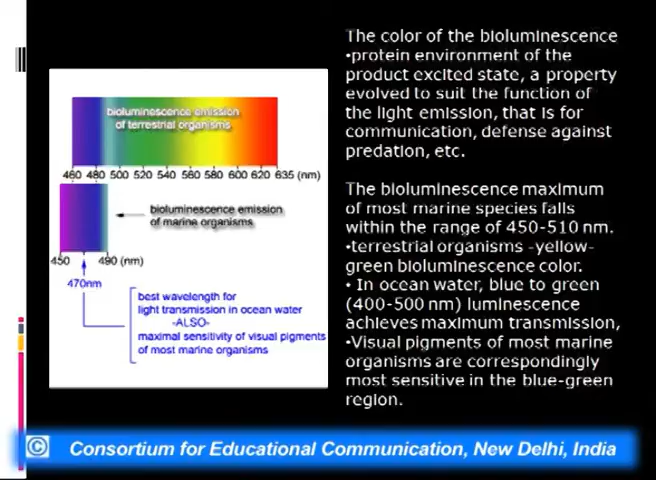 The color of the bioluminescence
•protein environment of the
product excited state, a property
evolved to suit the function of
the light emission, that is for
communication, defense against
predation, etc.
The bioluminescence maximum
of most marine species falls
within the range of 450-510 nm.
•terrestrial organisms -yellow-
green bioluminescence color.
• In ocean water, blue to green
(400-500 nm) luminescence
achieves maximum transmission,
•Visual pigments of most marine
organisms are correspondingly
most sensitive in the blue-green
region.
bioluminescence emission
of terrestrial organisms
460 480 500 520 540 560 580 600 620 635 (nm)
bioluminescence emission
of marine organisms
450 490 (nm)
470nm
best wavelength for
light transmission in ocean water
-ALSO-
maximal sensitivity of visual pigments
of most marine organisms
© Consortium for Educational Communication, New Delhi, India